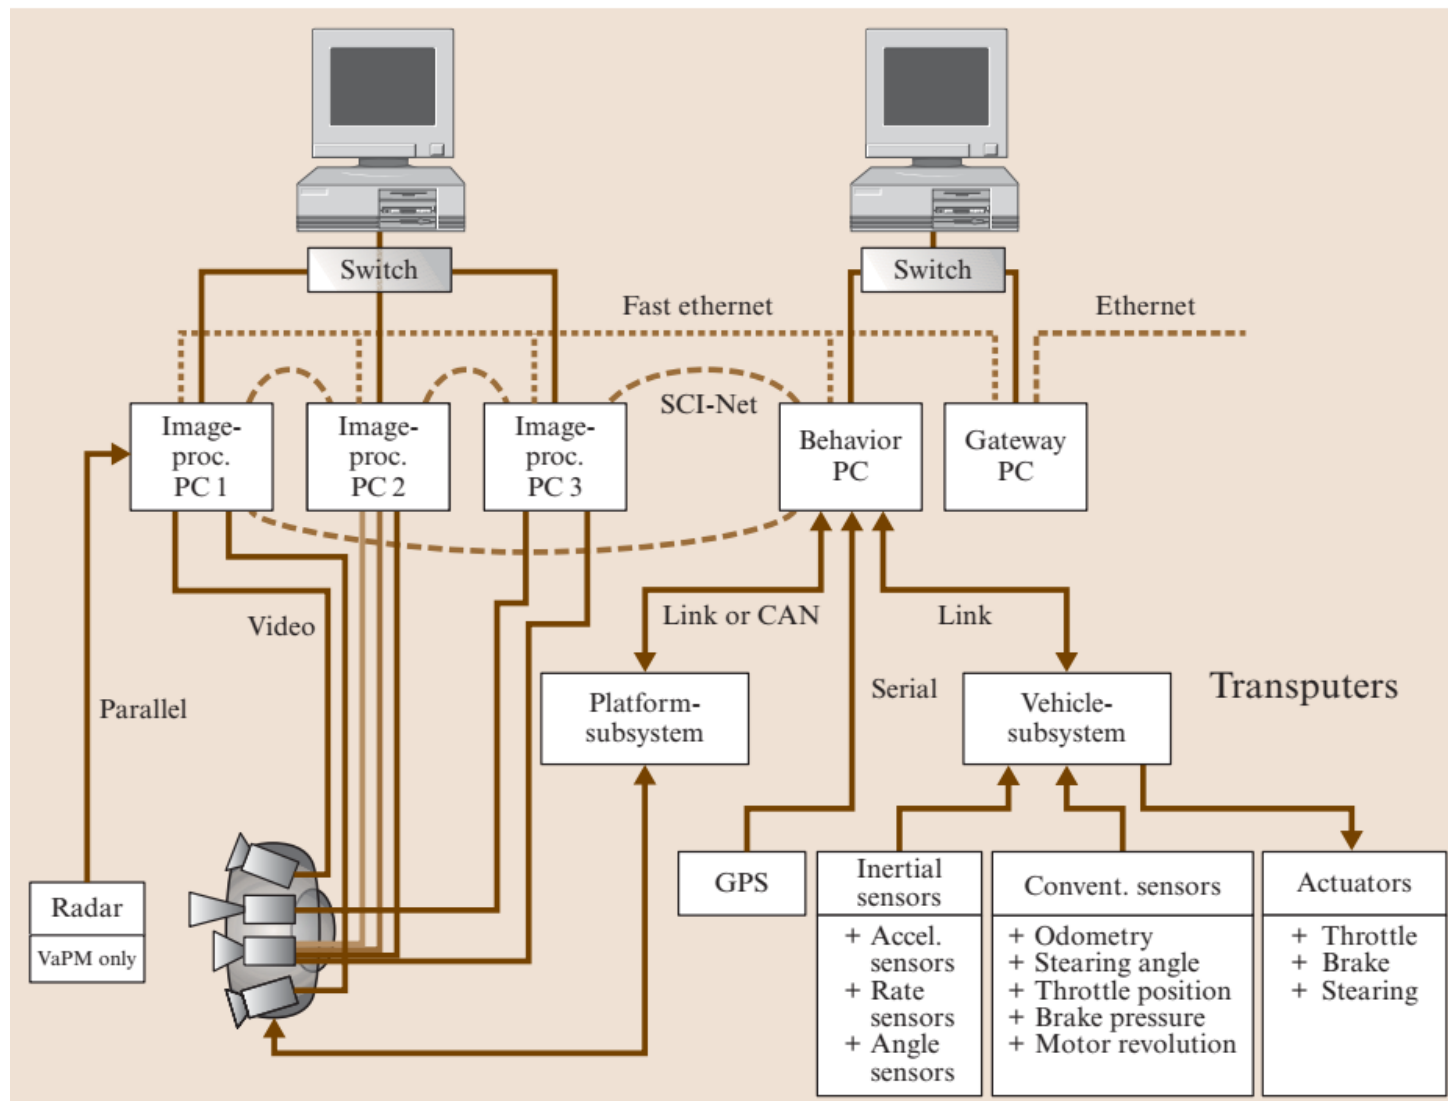 Switch
Switch
Fast ethernet
Ethernet
SCI-Net
Image-
proc.
PC 1
Image-
proc.
PC 2
Image-
proc.
PC 3
Behavior
PC
Gateway
PC
Video
Link or CAN
Link
Parallel
Platform-
subsystem
Serial
Vehicle-
subsystem
Transputers
Radar
VaPM only
GPS
Inertial
sensors
+ Accel.
sensors
+ Rate
sensors
+ Angle
sensors
Convent. sensors
+ Odometry
+ Stearing angle
+ Throttle position
+ Brake pressure
+ Motor revolution
Actuators
+ Throttle
+ Brake
+ Stearing